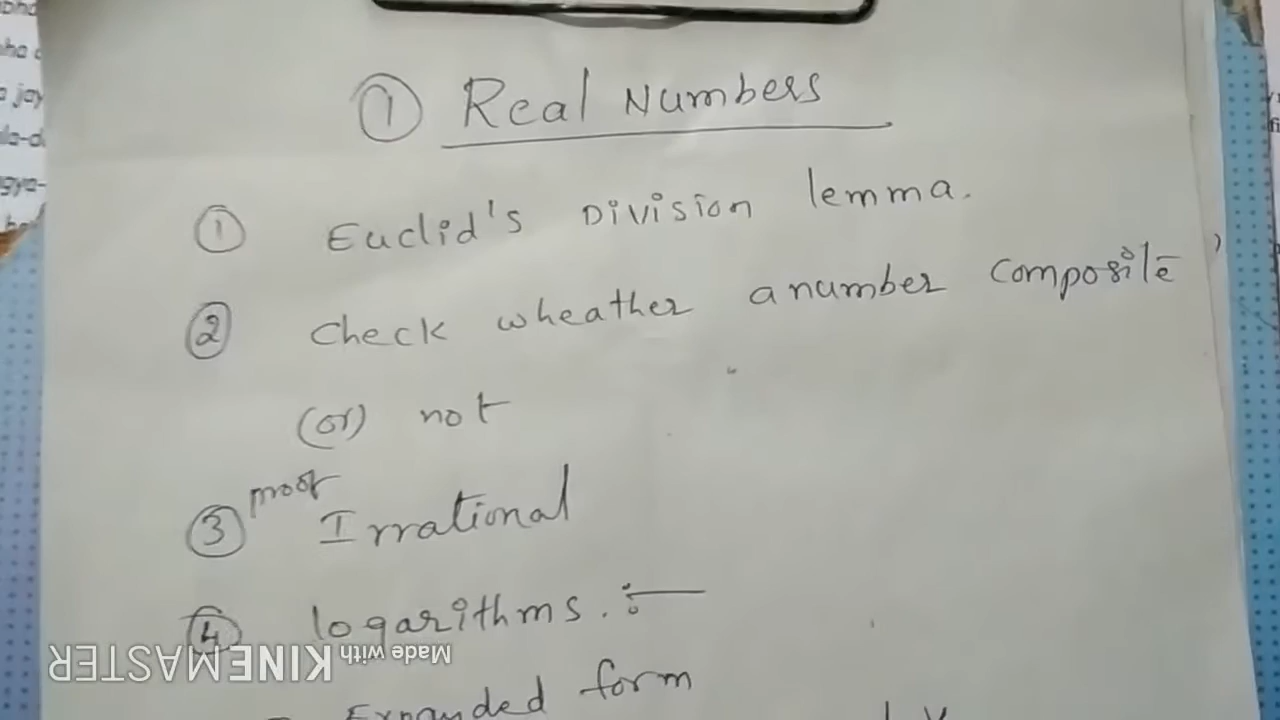 ① Real Numbers
① Euclid's Division lemma.
② Check wheather a number composite
(or) not
③ proof Irrational
④ logarithms. :-
Made with KINEMASTER
Expanded form